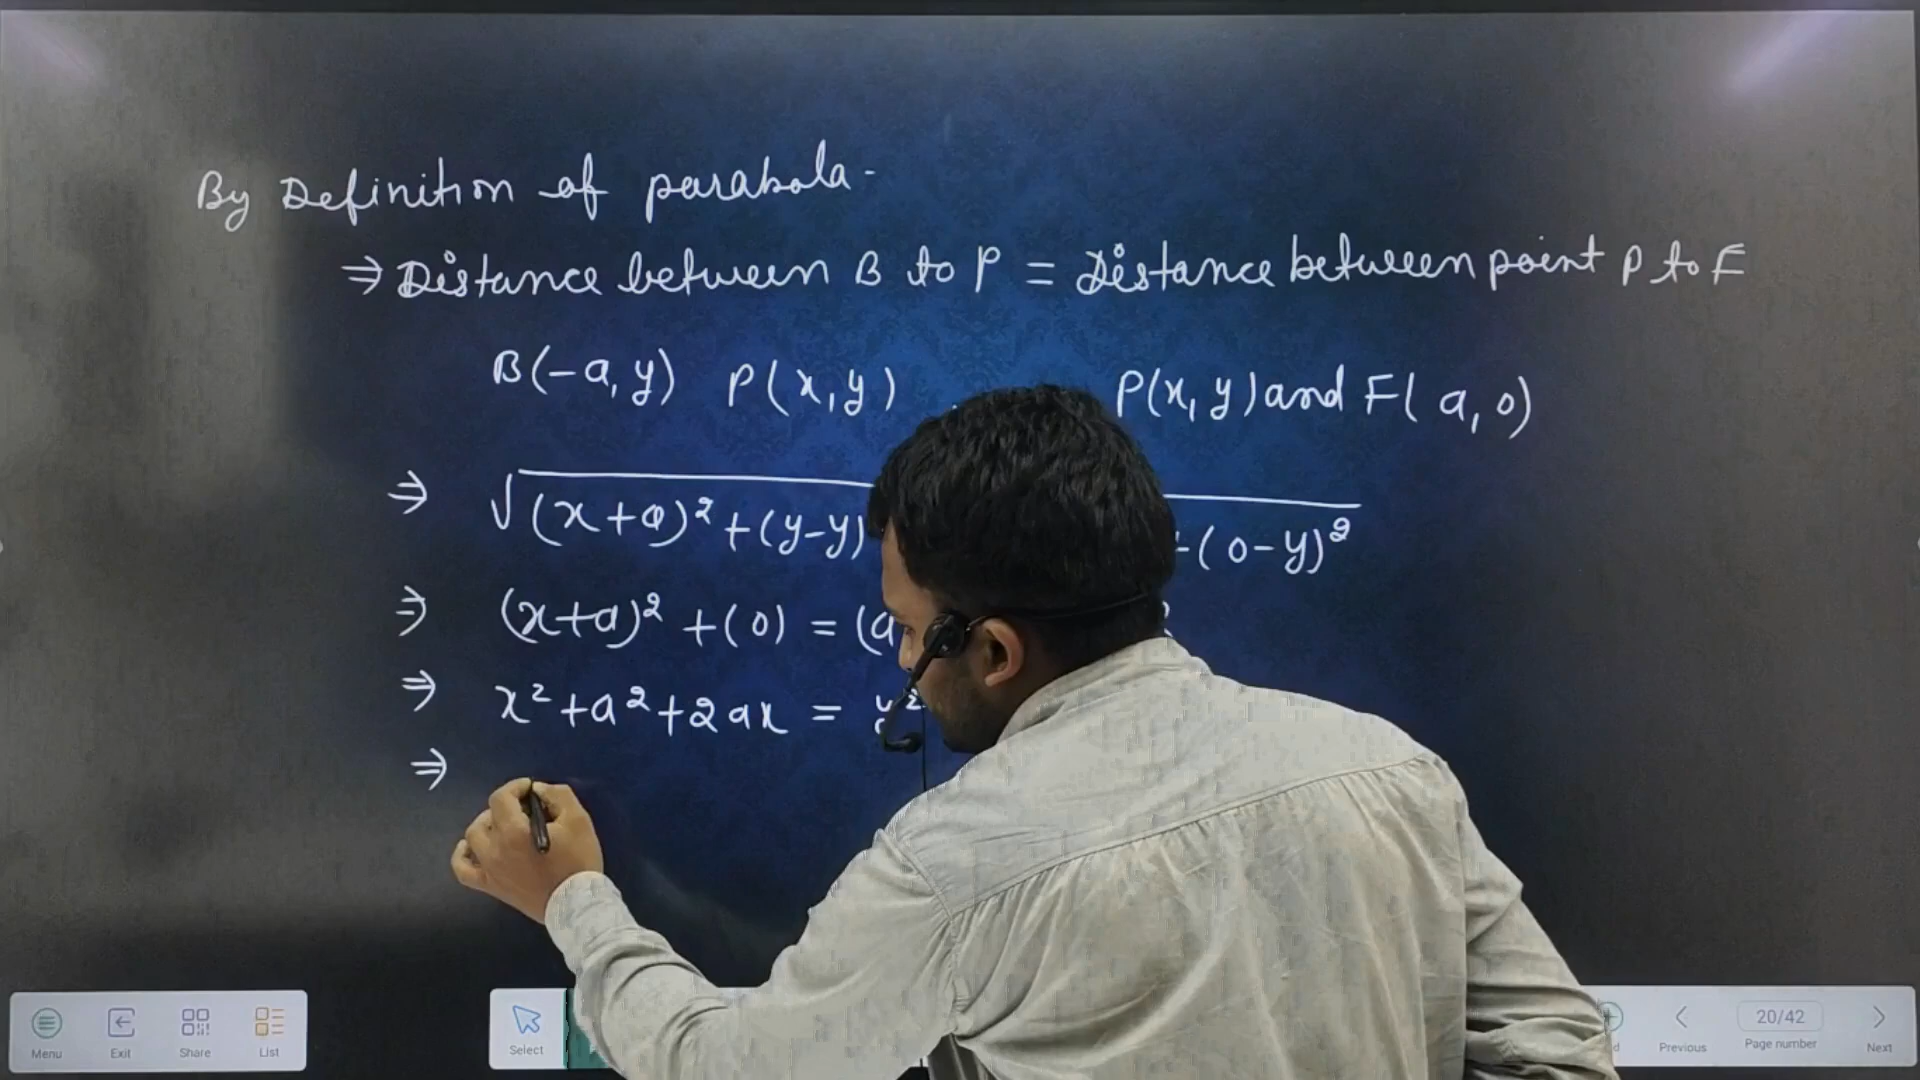 By Definition of parabola-
⇒ Distance between B to P = Distance between point P to F
B(-a, y) P(x, y) P(x, y) and F( a, 0)
⇒ √(x+a)² + (y-y) -( 0-y)²
⇒ (x+a)² + (0) = (a
⇒ x² + a² + 2ax =
⇒
Menu Exit Share List Select Previous 20/42 Page number Next